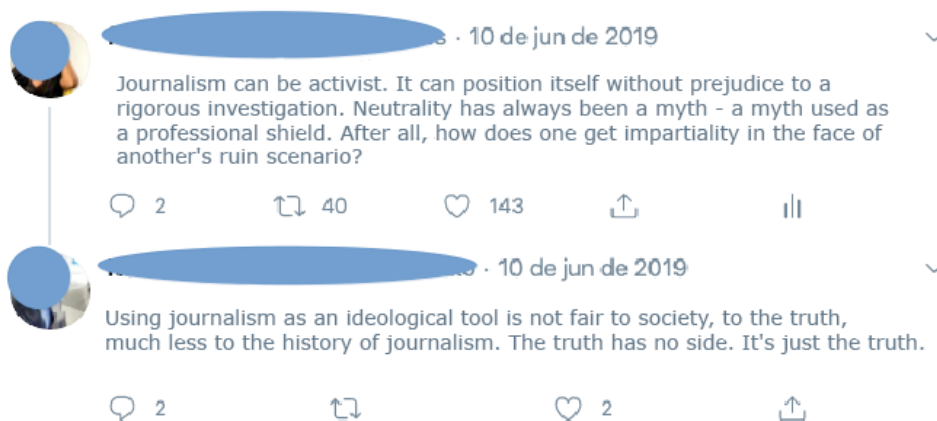 · 10 de jun de 2019
Journalism can be activist. It can position itself without prejudice to a
rigorous investigation. Neutrality has always been a myth - a myth used as
a professional shield. After all, how does one get impartiality in the face of
another's ruin scenario?
2 40 143
· 10 de jun de 2019
Using journalism as an ideological tool is not fair to society, to the truth,
much less to the history of journalism. The truth has no side. It's just the truth.
2 2